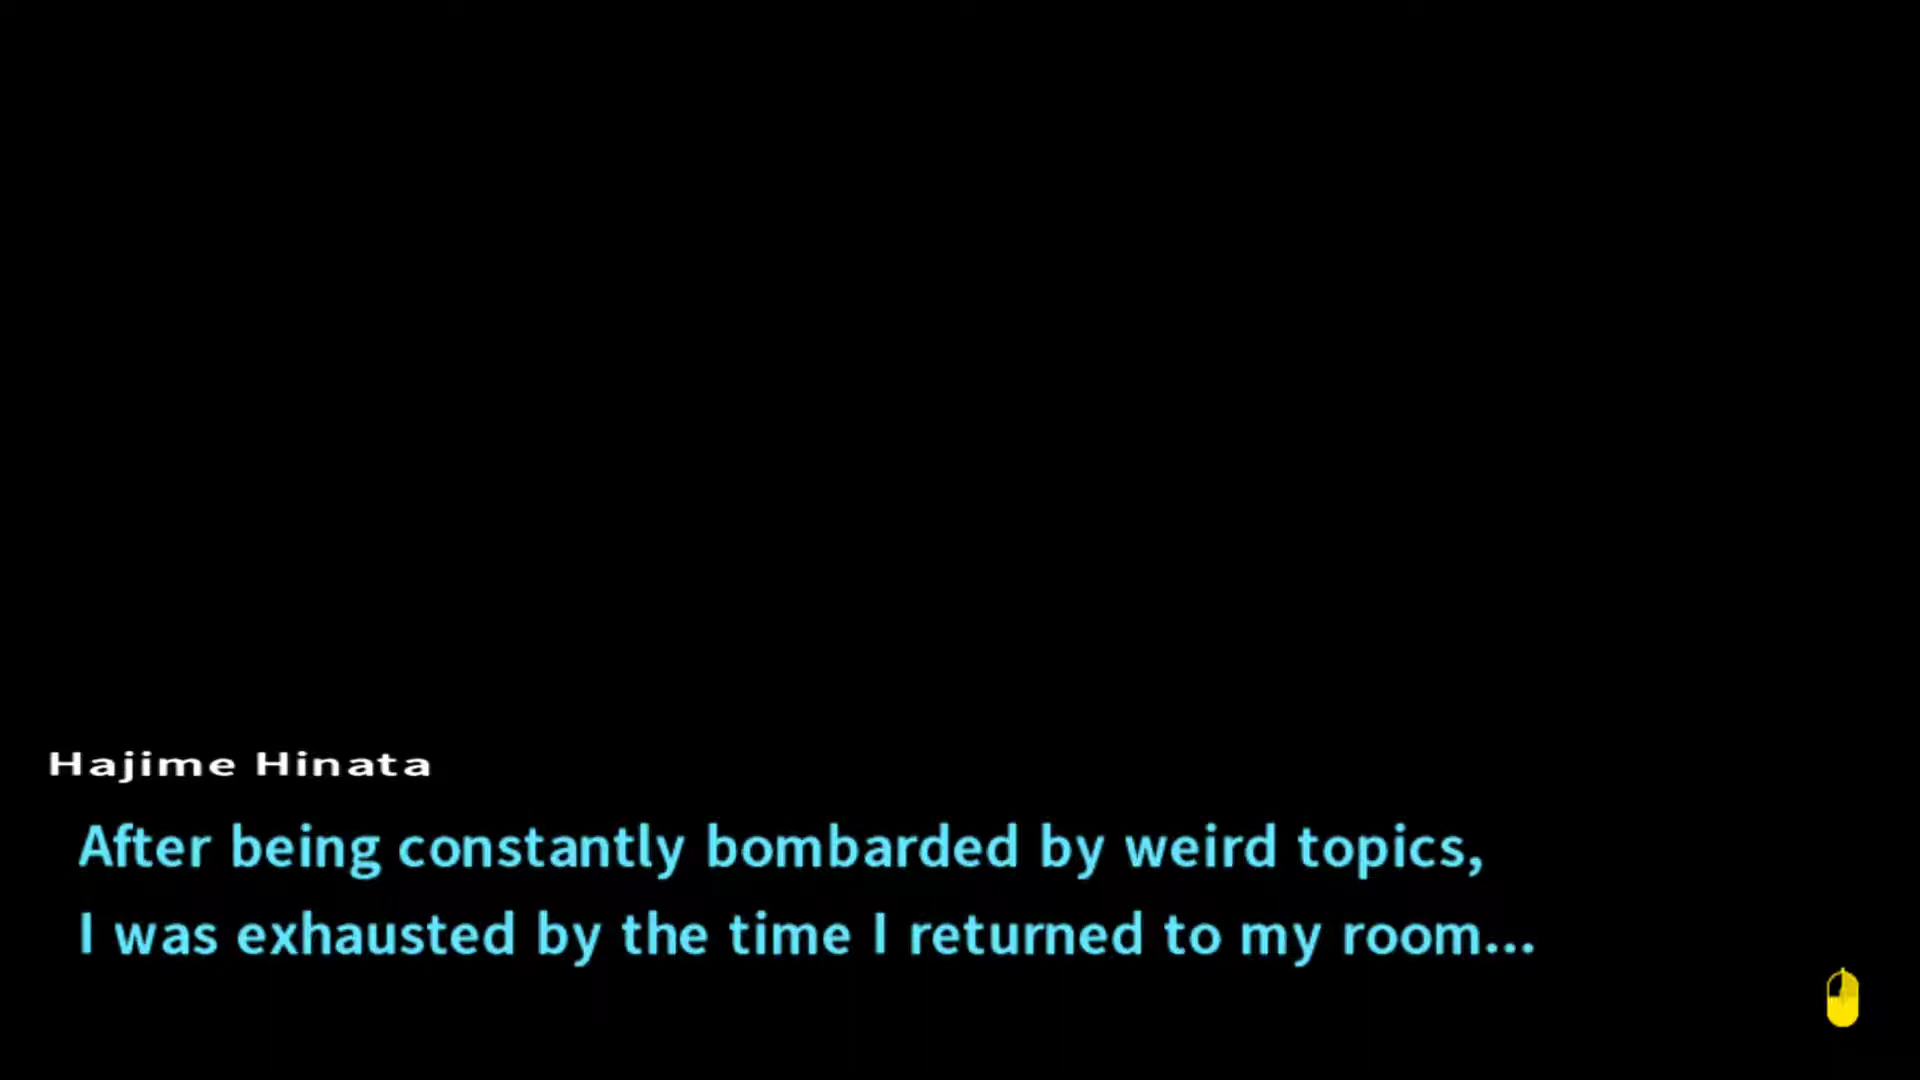 Hajime Hinata
After being constantly bombarded by weird topics,
I was exhausted by the time I returned to my room...